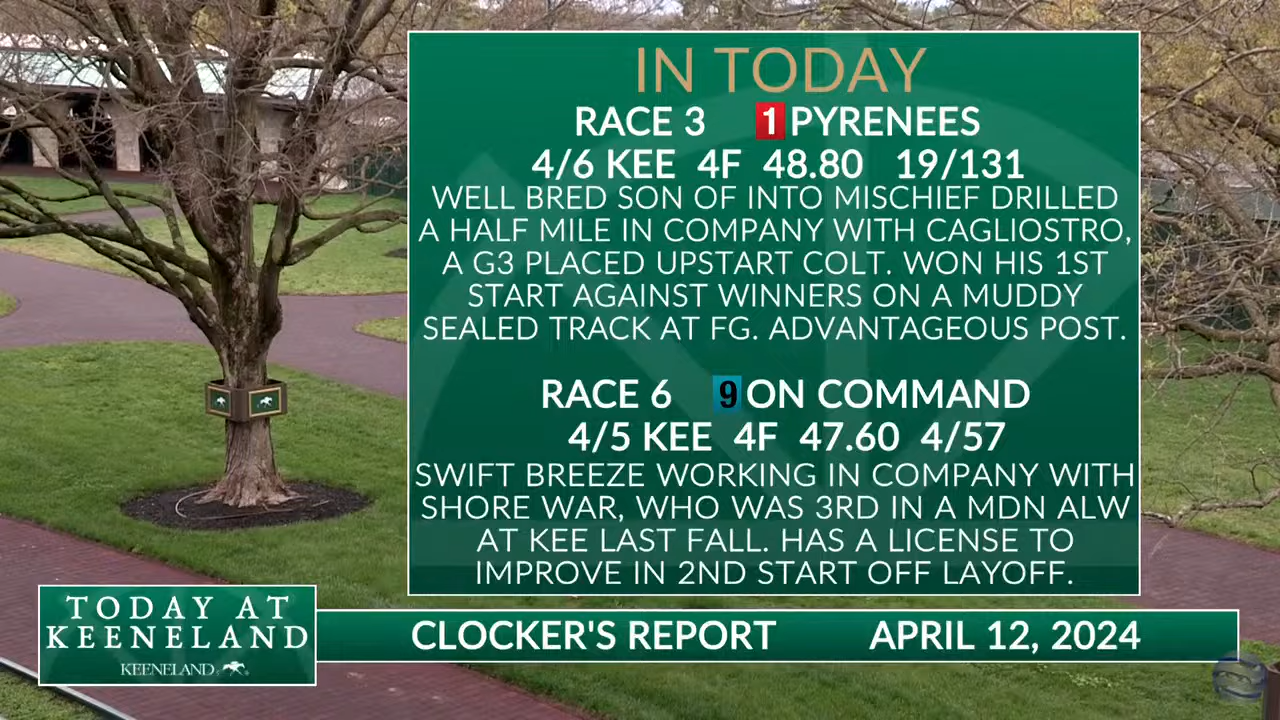 IN TODAY
RACE 3 1 PYRENEES
4/6 KEE 4F 48.80 19/131
WELL BRED SON OF INTO MISCHIEF DRILLED
A HALF MILE IN COMPANY WITH CAGLIOSTRO,
A G3 PLACED UPSTART COLT. WON HIS 1ST
START AGAINST WINNERS ON A MUDDY
SEALED TRACK AT FG. ADVANTAGEOUS POST.
RACE 6 9 ON COMMAND
4/5 KEE 4F 47.60 4/57
SWIFT BREEZE WORKING IN COMPANY WITH
SHORE WAR, WHO WAS 3RD IN A MDN ALW
AT KEE LAST FALL. HAS A LICENSE TO
IMPROVE IN 2ND START OFF LAYOFF.
TODAY AT
KEENELAND
KEENELAND
CLOCKER'S REPORT APRIL 12, 2024